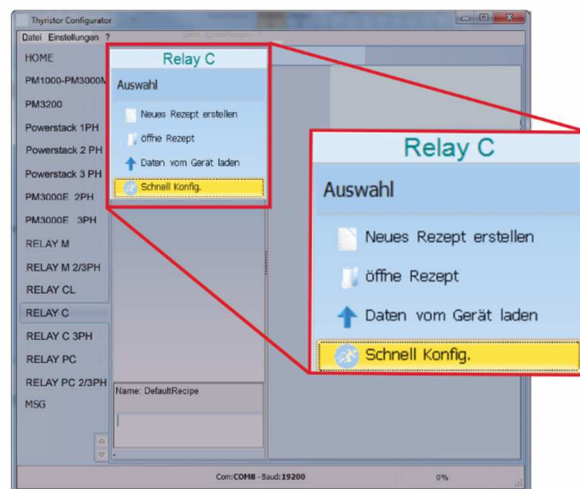 Thyristor Configurator
Datei Einstellungen ?
HOME
PM1000-PM3000M
PM3200
Powerstack 1PH
Powerstack 2 PH
Powerstack 3 PH
PM3000E 2PH
PM3000E 3PH
RELAY M
RELAY M 2/3PH
RELAY CL
RELAY C
RELAY C 3PH
RELAY PC
RELAY PC 2/3PH
MSG
Relay C
Auswahl
Neues Rezept erstellen
öffne Rezept
Daten vom Gerät laden
Schnell Konfig.
Name: DefaultRecipe
-
Com:COM8 - Baud:19200
0%
Relay C
Auswahl
Neues Rezept erstellen
öffne Rezept
Daten vom Gerät laden
Schnell Konfig.